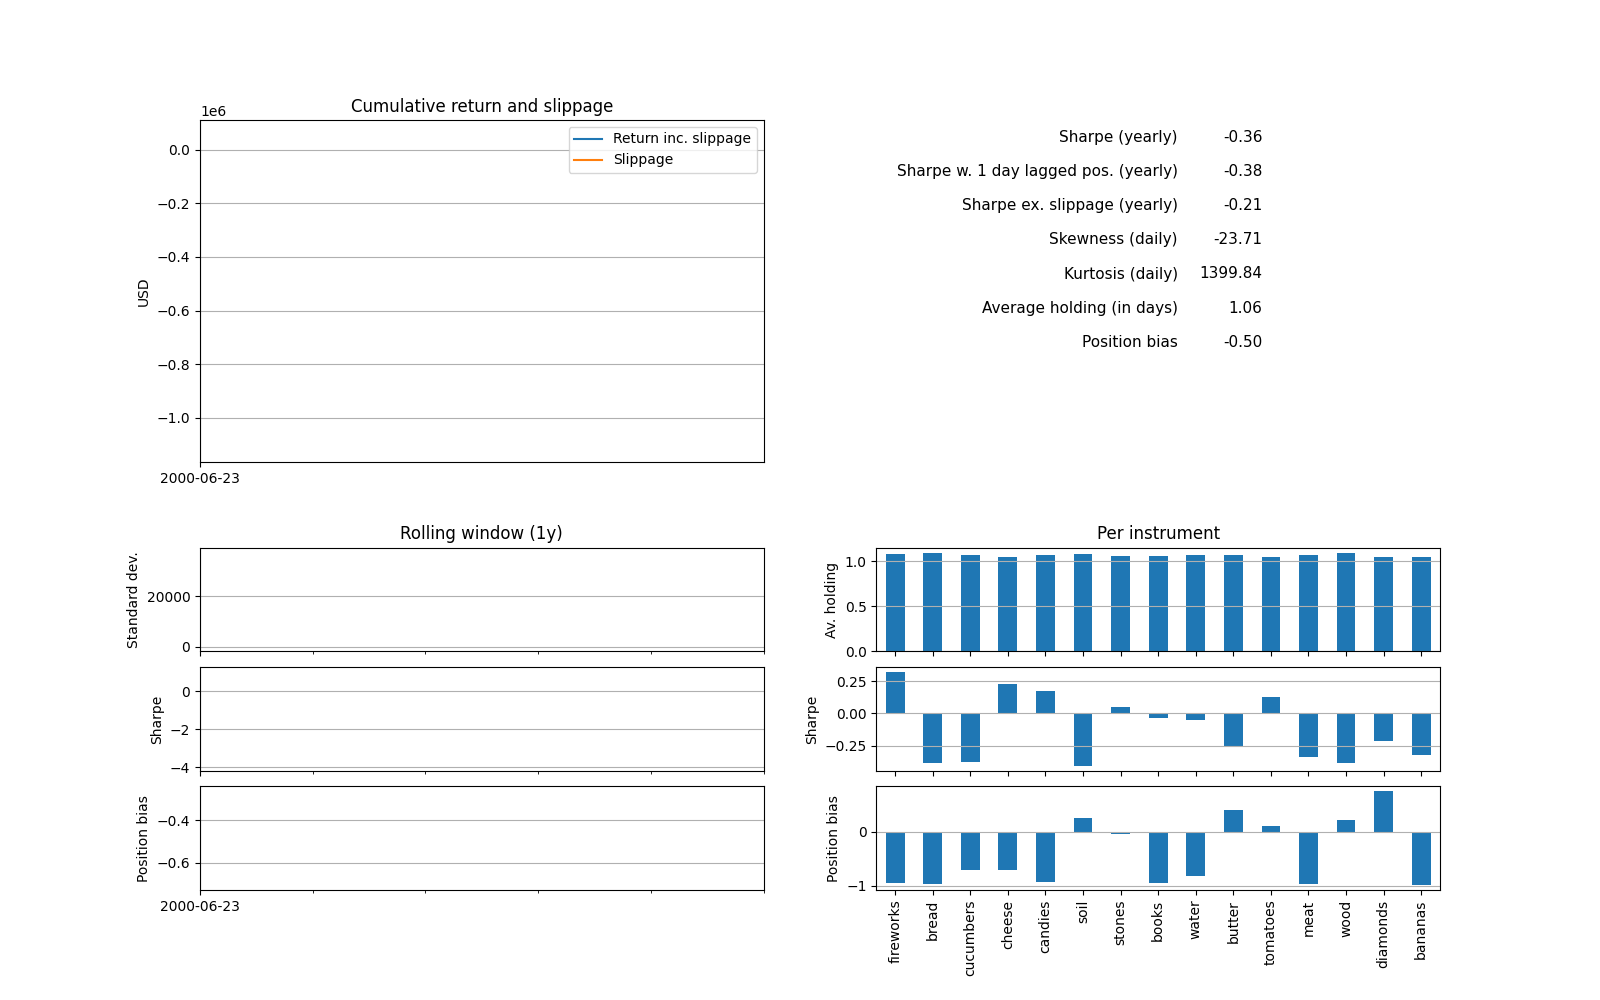 Cumulative return and slippage
1e6
Return inc. slippage
Slippage
0.0
−0.2
−0.4
−0.6
−0.8
−1.0
USD
2000-06-23
Sharpe (yearly) -0.36
Sharpe w. 1 day lagged pos. (yearly) -0.38
Sharpe ex. slippage (yearly) -0.21
Skewness (daily) -23.71
Kurtosis (daily) 1399.84
Average holding (in days) 1.06
Position bias -0.50
Rolling window (1y)
Standard dev.
20000
0
Sharpe
0
−2
−4
Position bias
−0.4
−0.6
2000-06-23
Per instrument
Av. holding
1.0
0.5
0.0
Sharpe
0.25
0.00
−0.25
Position bias
0
−1
fireworks
bread
cucumbers
cheese
candies
soil
stones
books
water
butter
tomatoes
meat
wood
diamonds
bananas